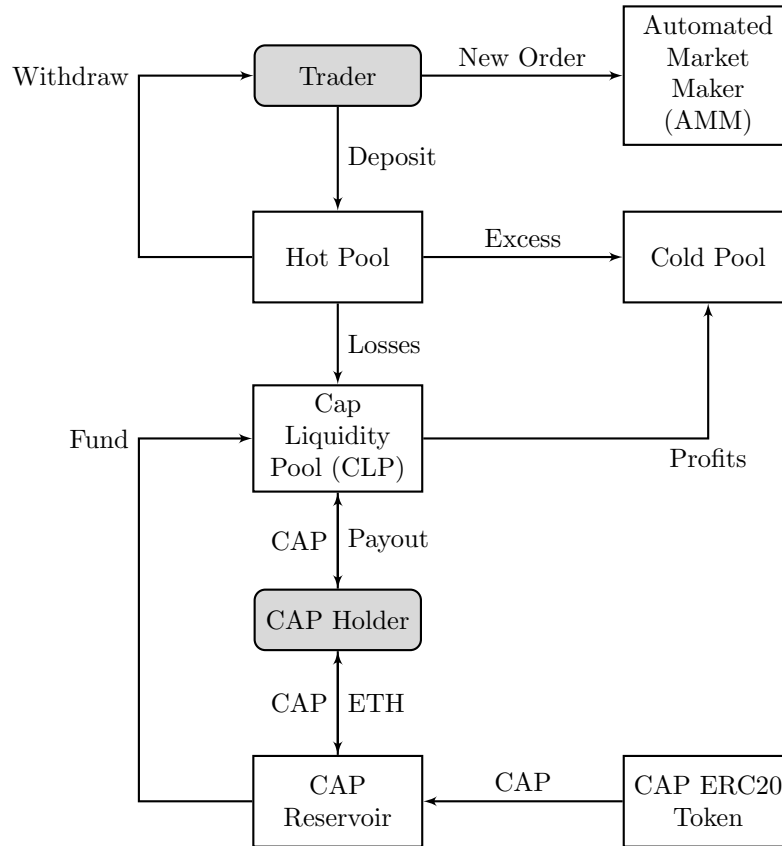 Automated
Market
Maker
(AMM)
Withdraw
Trader
New Order
Deposit
Hot Pool
Excess
Cold Pool
Losses
Cap
Liquidity
Pool (CLP)
Fund
Profits
CAP
Payout
CAP Holder
CAP
ETH
CAP
Reservoir
CAP
CAP ERC20
Token